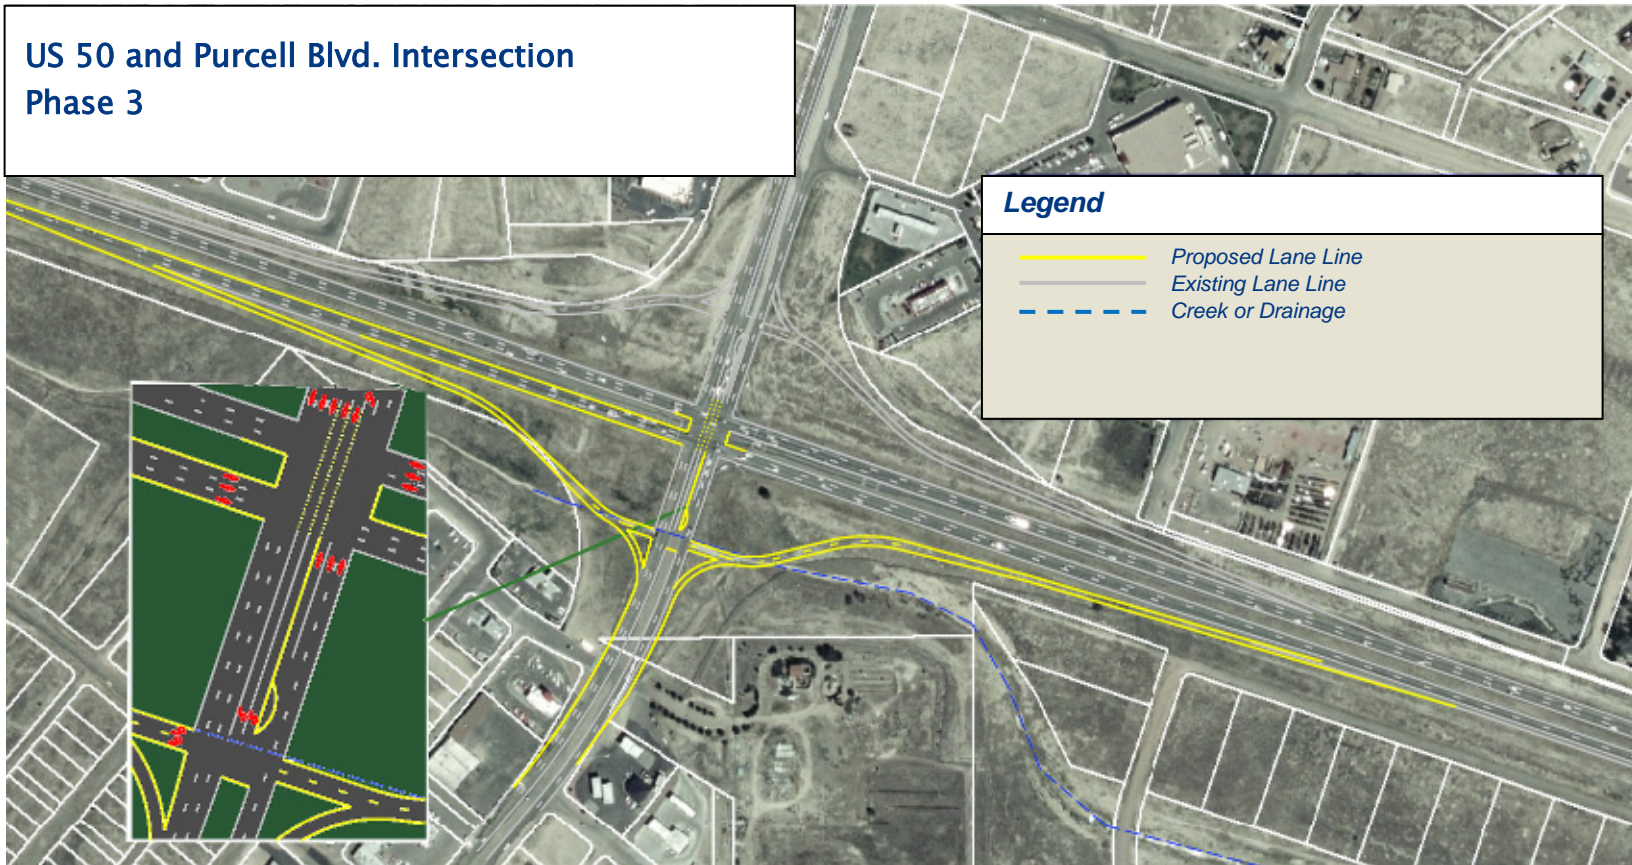 US 50 and Purcell Blvd. Intersection
Phase 3
Legend
Proposed Lane Line
Existing Lane Line
Creek or Drainage